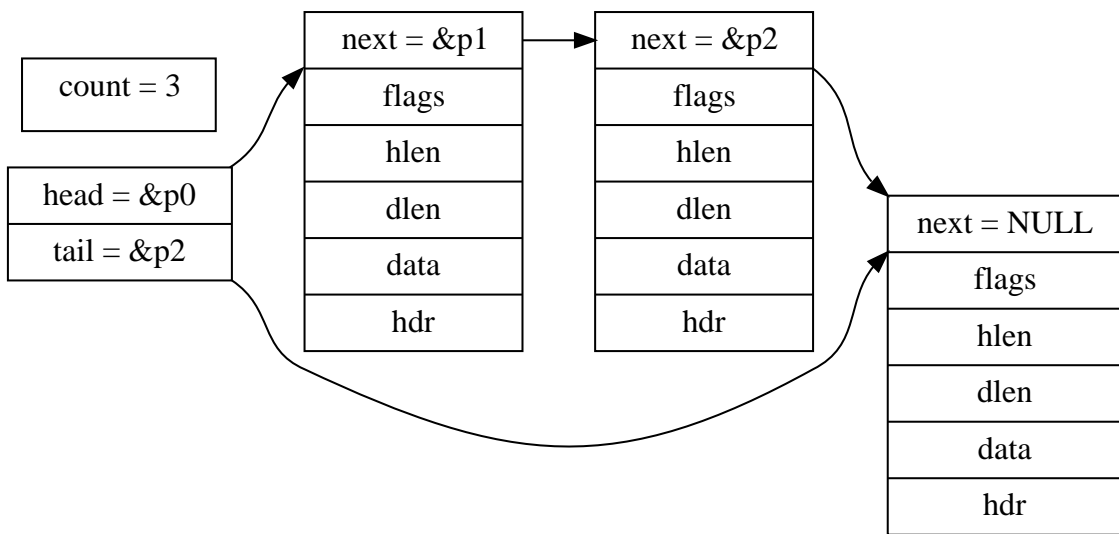 count = 3
head = &p0
tail = &p2
next = &p1
flags
hlen
dlen
data
hdr
next = &p2
flags
hlen
dlen
data
hdr
next = NULL
flags
hlen
dlen
data
hdr